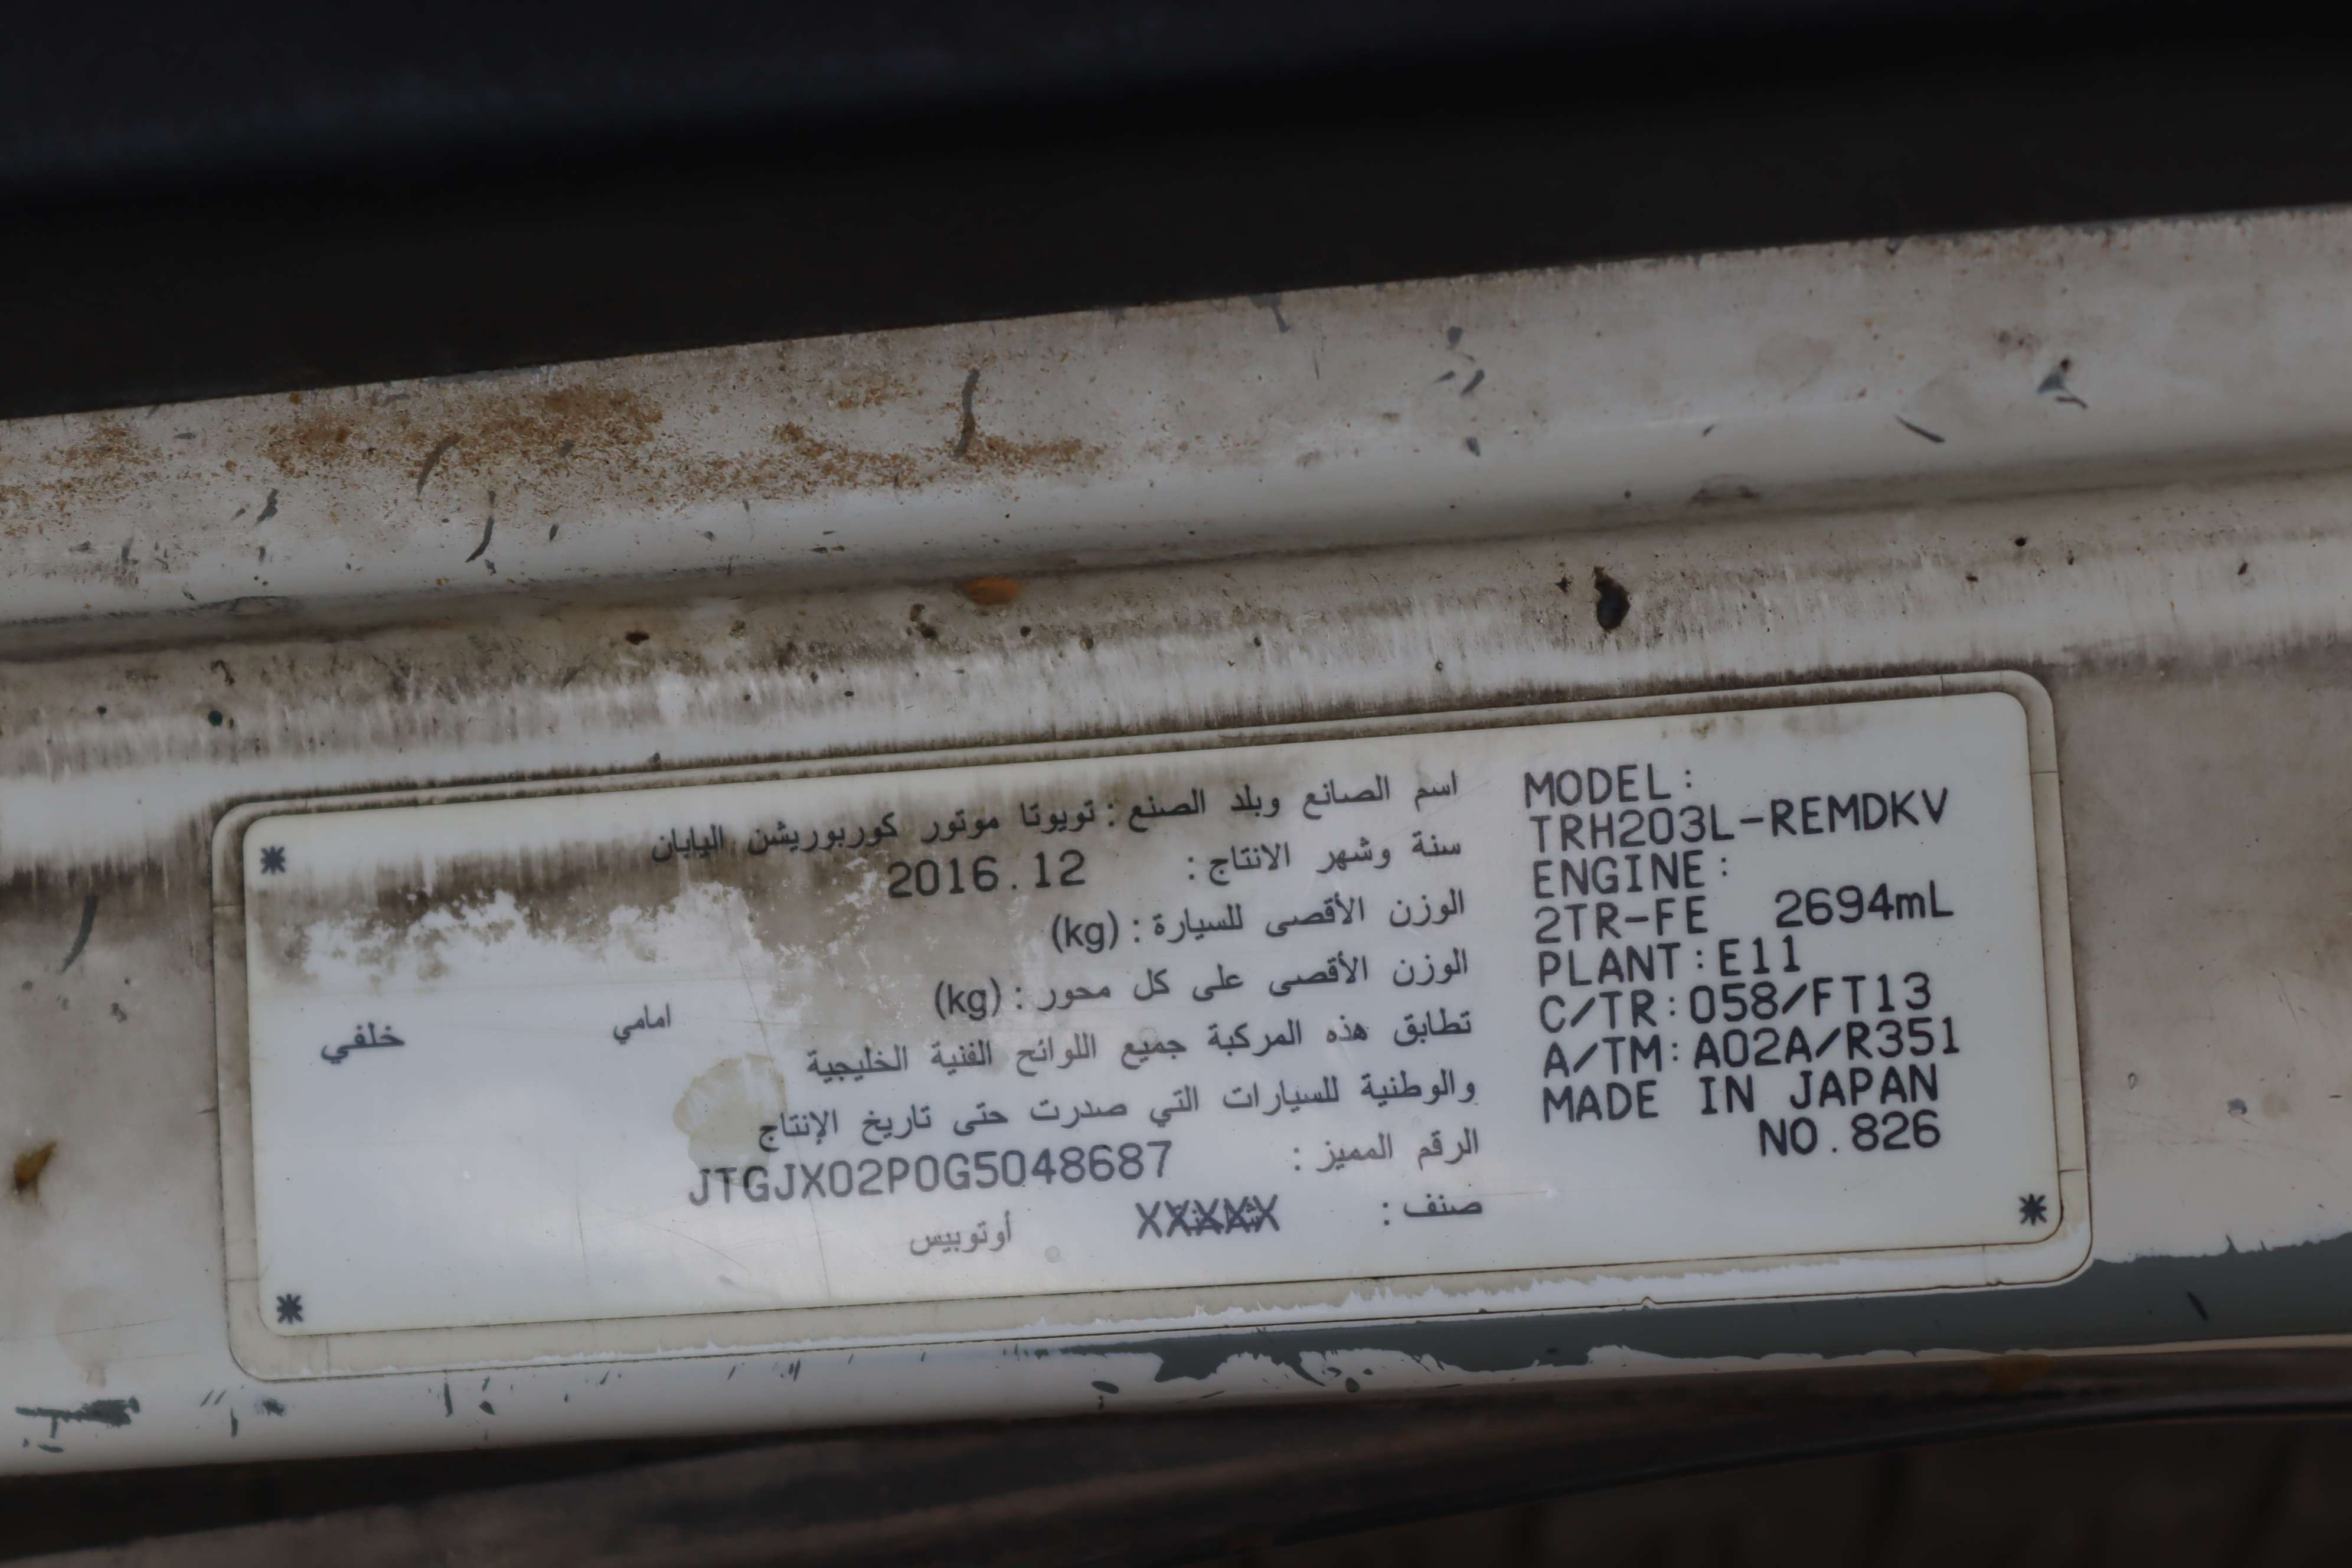 MODEL:
TRH203L-REMDKV
ENGINE:
2TR-FE 2694mL
PLANT:E11
C/TR:058/FT13
A/TM:A02A/R351
MADE IN JAPAN
NO.826
اسم الصانع وبلد الصنع : تويوتا موتور كوربوريشن اليابان
سنة وشهر الانتاج : 2016.12
الوزن الأقصى للسيارة : (kg)
الوزن الأقصى على كل محور : (kg) امامي خلفي
تطابق هذه المركبة جميع اللوائح الفنية الخليجية
والوطنية للسيارات التي صدرت حتى تاريخ الإنتاج
الرقم المميز : JTGJX02P0G5048687
صنف : XXXXX أوتوبيس